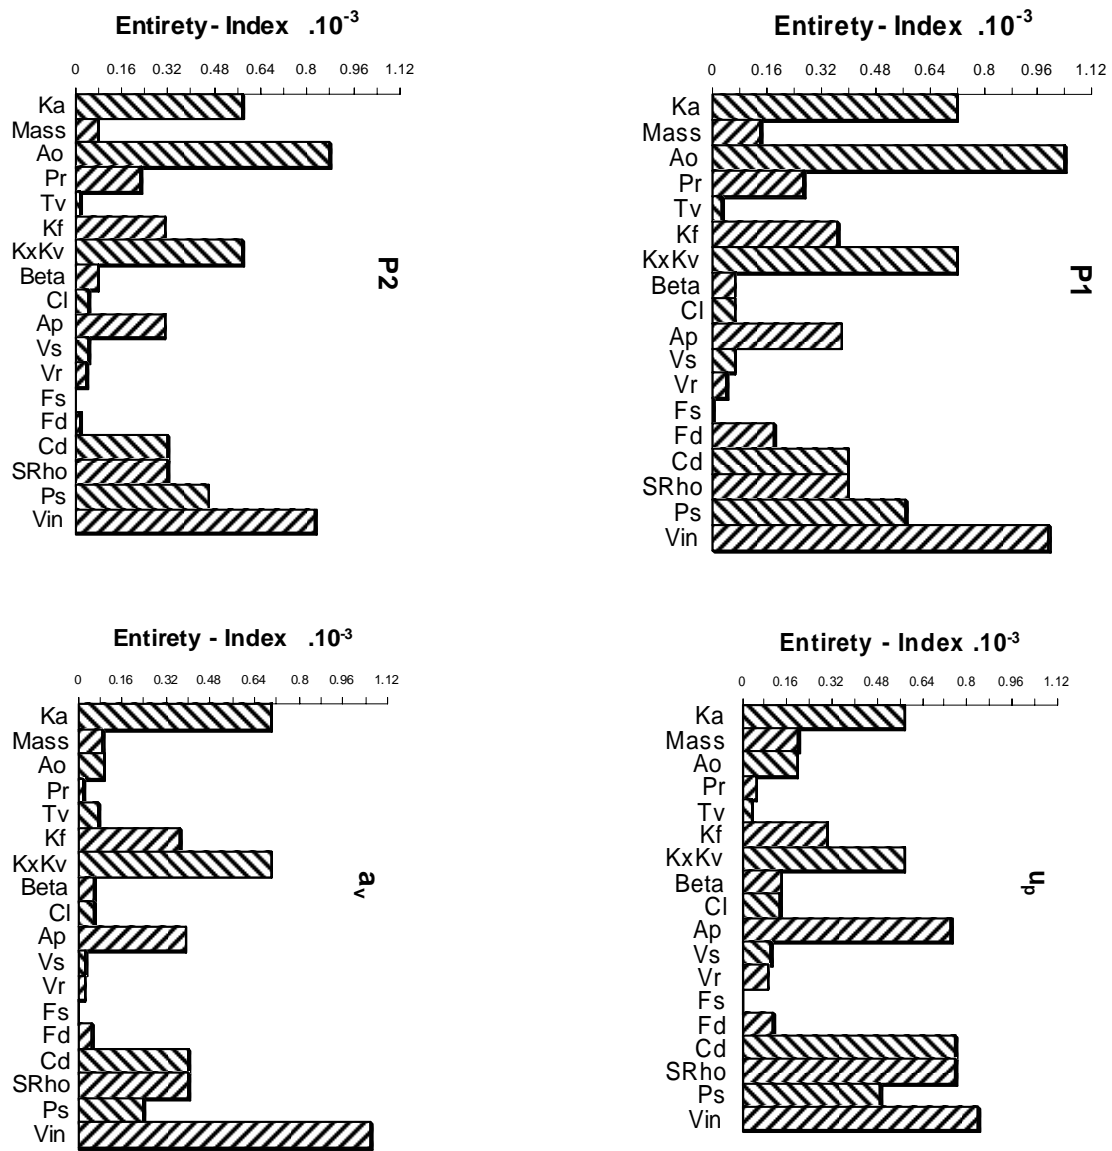 Entirety - Index .10-3
0 0.16 0.32 0.48 0.64 0.8 0.96 1.12
Ka
Mass
Ao
Pr
Tv
Kf
KxKv
Beta
Cl
Ap
Vs
Vr
Fs
Fd
Cd
SRho
Ps
Vin
P2
Entirety - Index .10-3
0 0.16 0.32 0.48 0.64 0.8 0.96 1.12
Ka
Mass
Ao
Pr
Tv
Kf
KxKv
Beta
Cl
Ap
Vs
Vr
Fs
Fd
Cd
SRho
Ps
Vin
P1
Entirety - Index .10-3
0 0.16 0.32 0.48 0.64 0.8 0.96 1.12
Ka
Mass
Ao
Pr
Tv
Kf
KxKv
Beta
Cl
Ap
Vs
Vr
Fs
Fd
Cd
SRho
Ps
Vin
av
Entirety - Index .10-3
0 0.16 0.32 0.48 0.64 0.8 0.96 1.12
Ka
Mass
Ao
Pr
Tv
Kf
KxKv
Beta
Cl
Ap
Vs
Vr
Fs
Fd
Cd
SRho
Ps
Vin
up